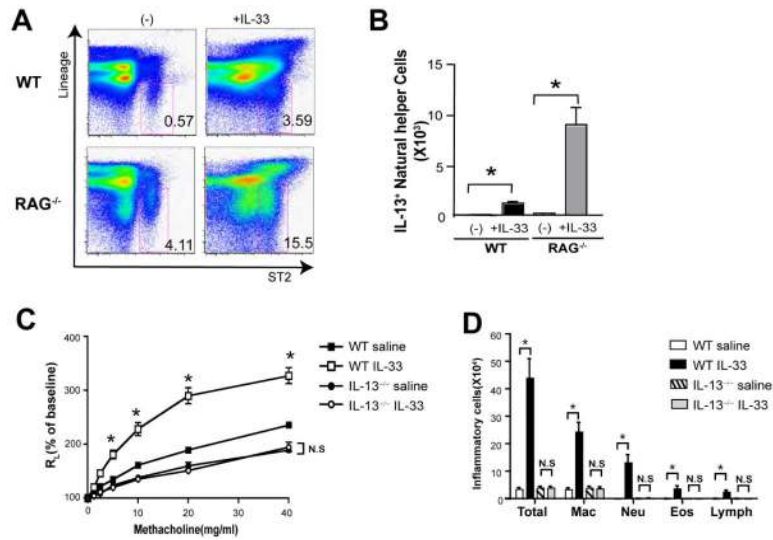 A
(-)
+IL-33
Lineage
WT
0.57
3.59
RAG-/-
4.11
15.5
ST2
B
IL-13+ Natural helper Cells
(X10³)
15
10
5
0
*
*
(-) +IL-33 (-) +IL-33
WT RAG-/-
C
RL(% of baseline)
400
300
200
100
* * * *
N.S
0 10 20 30 40
Methacholine(mg/ml)
WT saline
WT IL-33
IL-13-/- saline
IL-13-/- IL-33
D
Inflammatory cells(X10⁴)
60
50
40
30
20
10
0
* * * * *
N.S N.S N.S N.S N.S
Total Mac Neu Eos Lymph
WT saline
WT IL-33
IL-13-/- saline
IL-13-/- IL-33